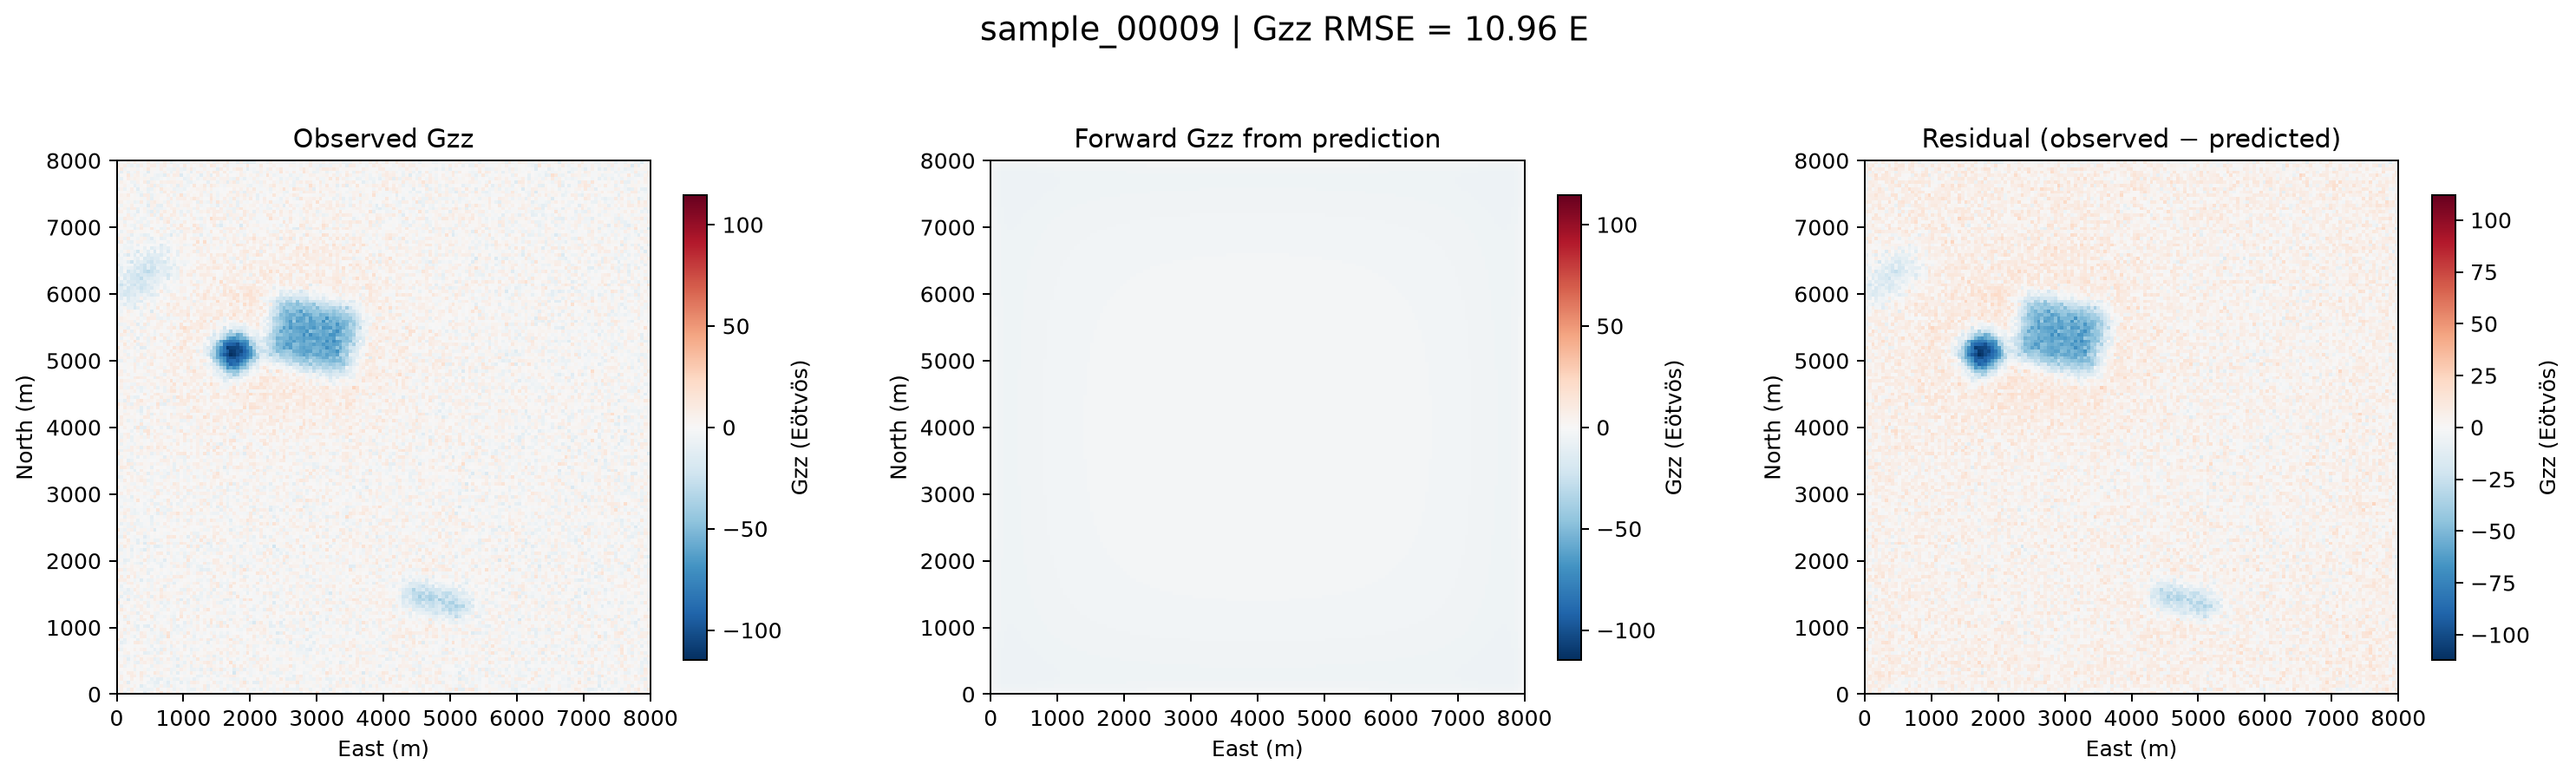 sample_00009 | Gzz RMSE = 10.96 E
Observed Gzz
8000
7000
6000
5000
4000
3000
2000
1000
0
North (m)
0 1000 2000 3000 4000 5000 6000 7000 8000
East (m)
100
50
0
−50
−100
Gzz (Eötvös)
Forward Gzz from prediction
8000
7000
6000
5000
4000
3000
2000
1000
0
North (m)
0 1000 2000 3000 4000 5000 6000 7000 8000
East (m)
100
50
0
−50
−100
Gzz (Eötvös)
Residual (observed − predicted)
8000
7000
6000
5000
4000
3000
2000
1000
0
North (m)
0 1000 2000 3000 4000 5000 6000 7000 8000
East (m)
100
75
50
25
0
−25
−50
−75
−100
Gzz (Eötvös)